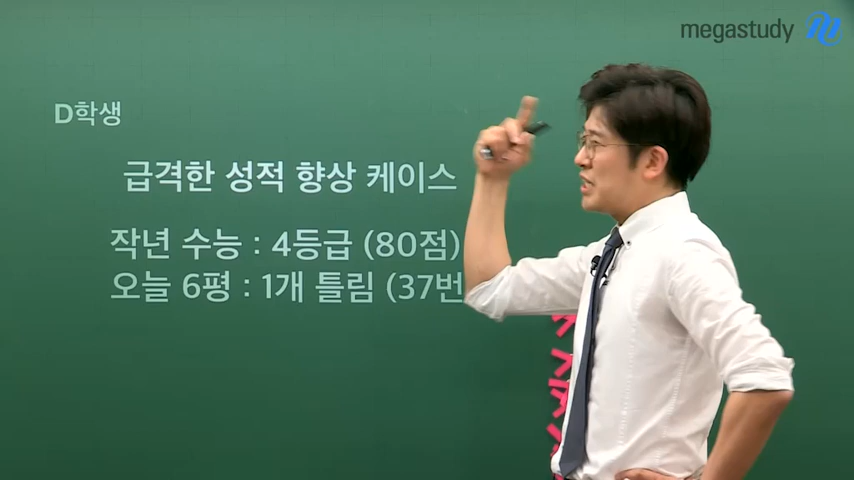 megastudy
D학생
급격한 성적 향상 케이스
작년 수능 : 4등급 (80점)
오늘 6평 : 1개 틀림 (37번